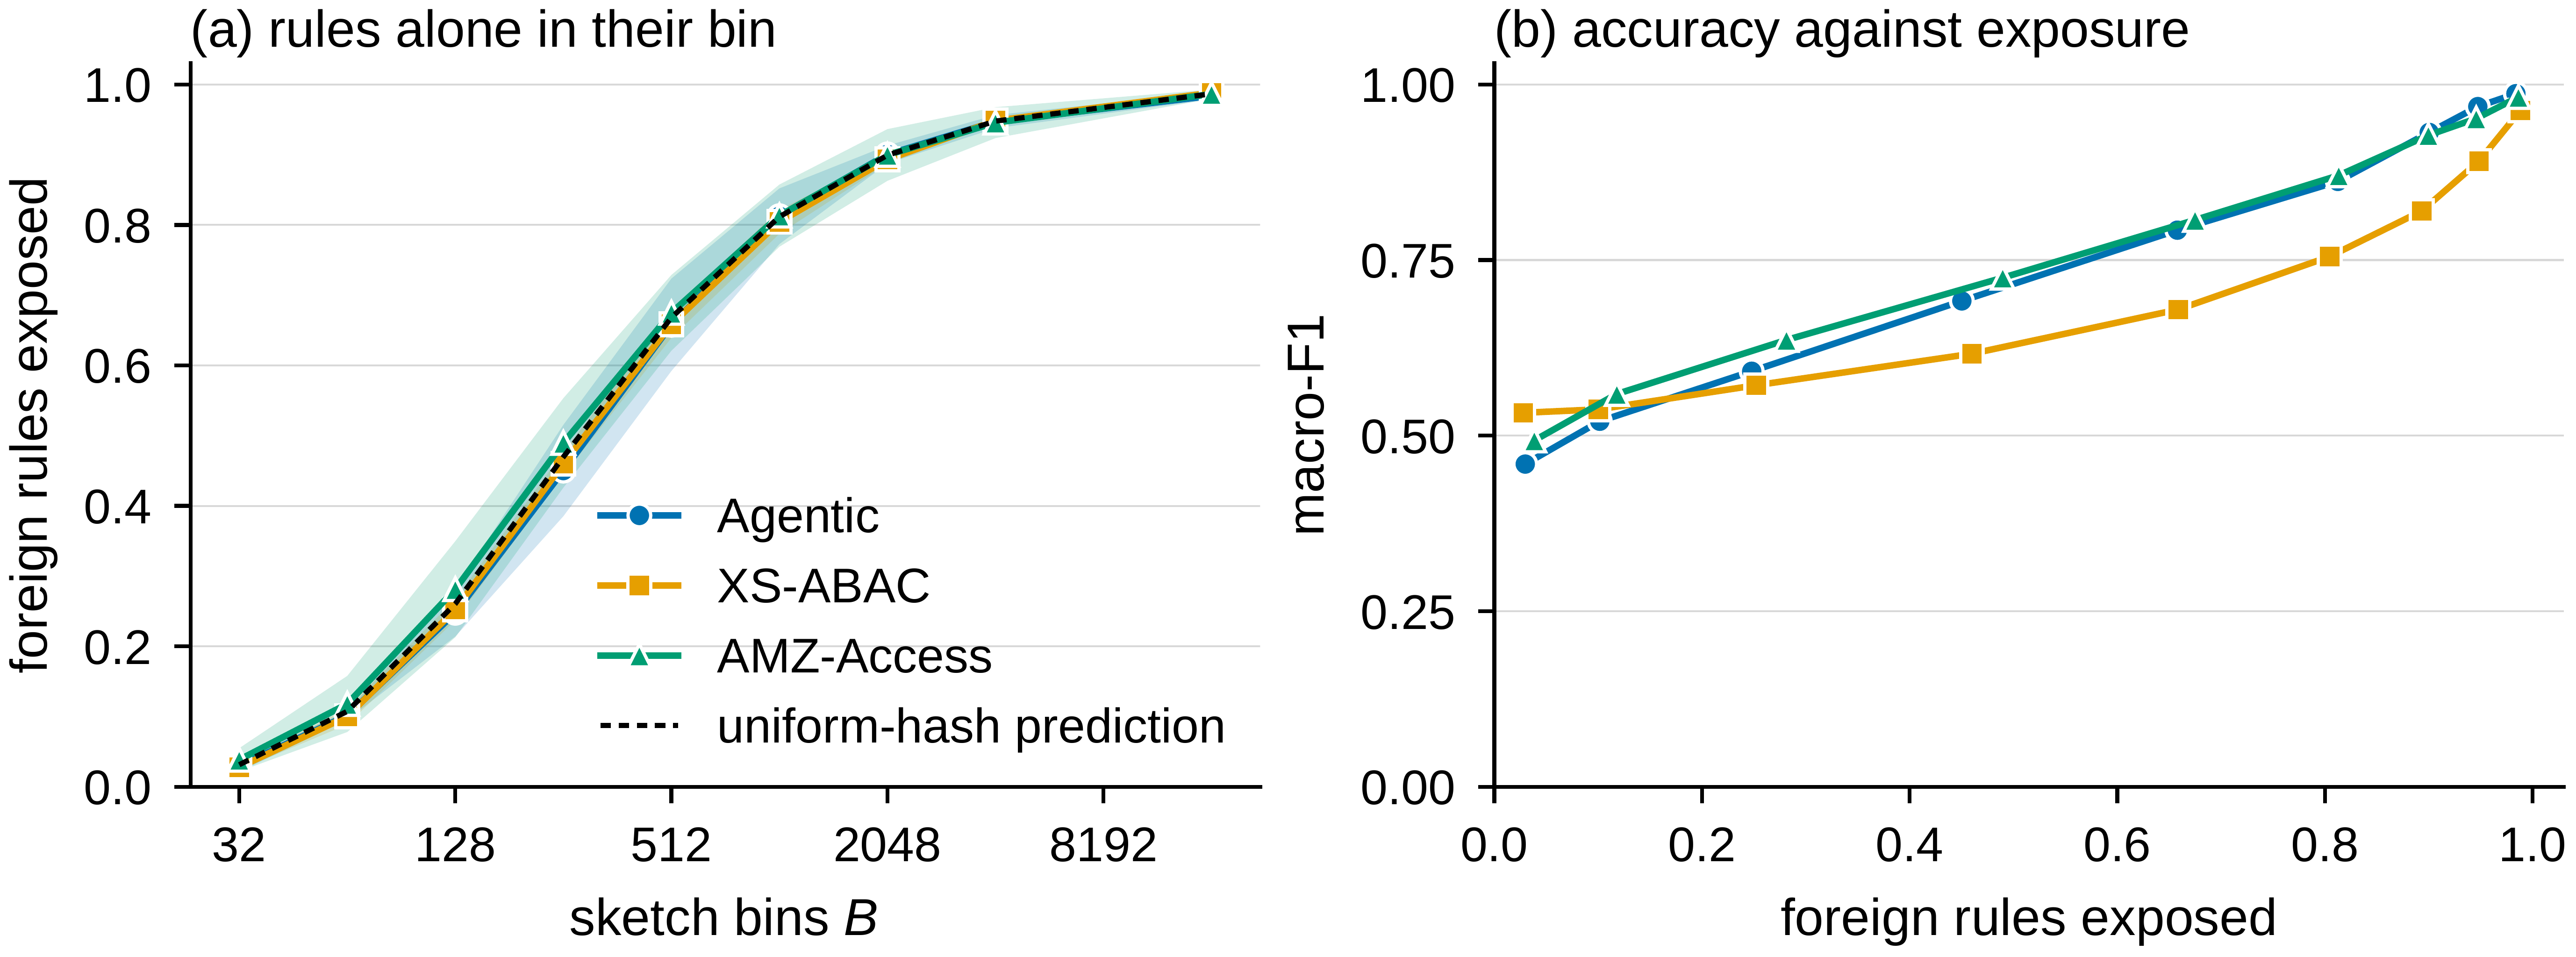 (a) rules alone in their bin
foreign rules exposed
1.0
0.8
0.6
0.4
0.2
0.0
Agentic
XS-ABAC
AMZ-Access
uniform-hash prediction
32 128 512 2048 8192
sketch bins B
(b) accuracy against exposure
macro-F1
1.00
0.75
0.50
0.25
0.00
0.0 0.2 0.4 0.6 0.8 1.0
foreign rules exposed